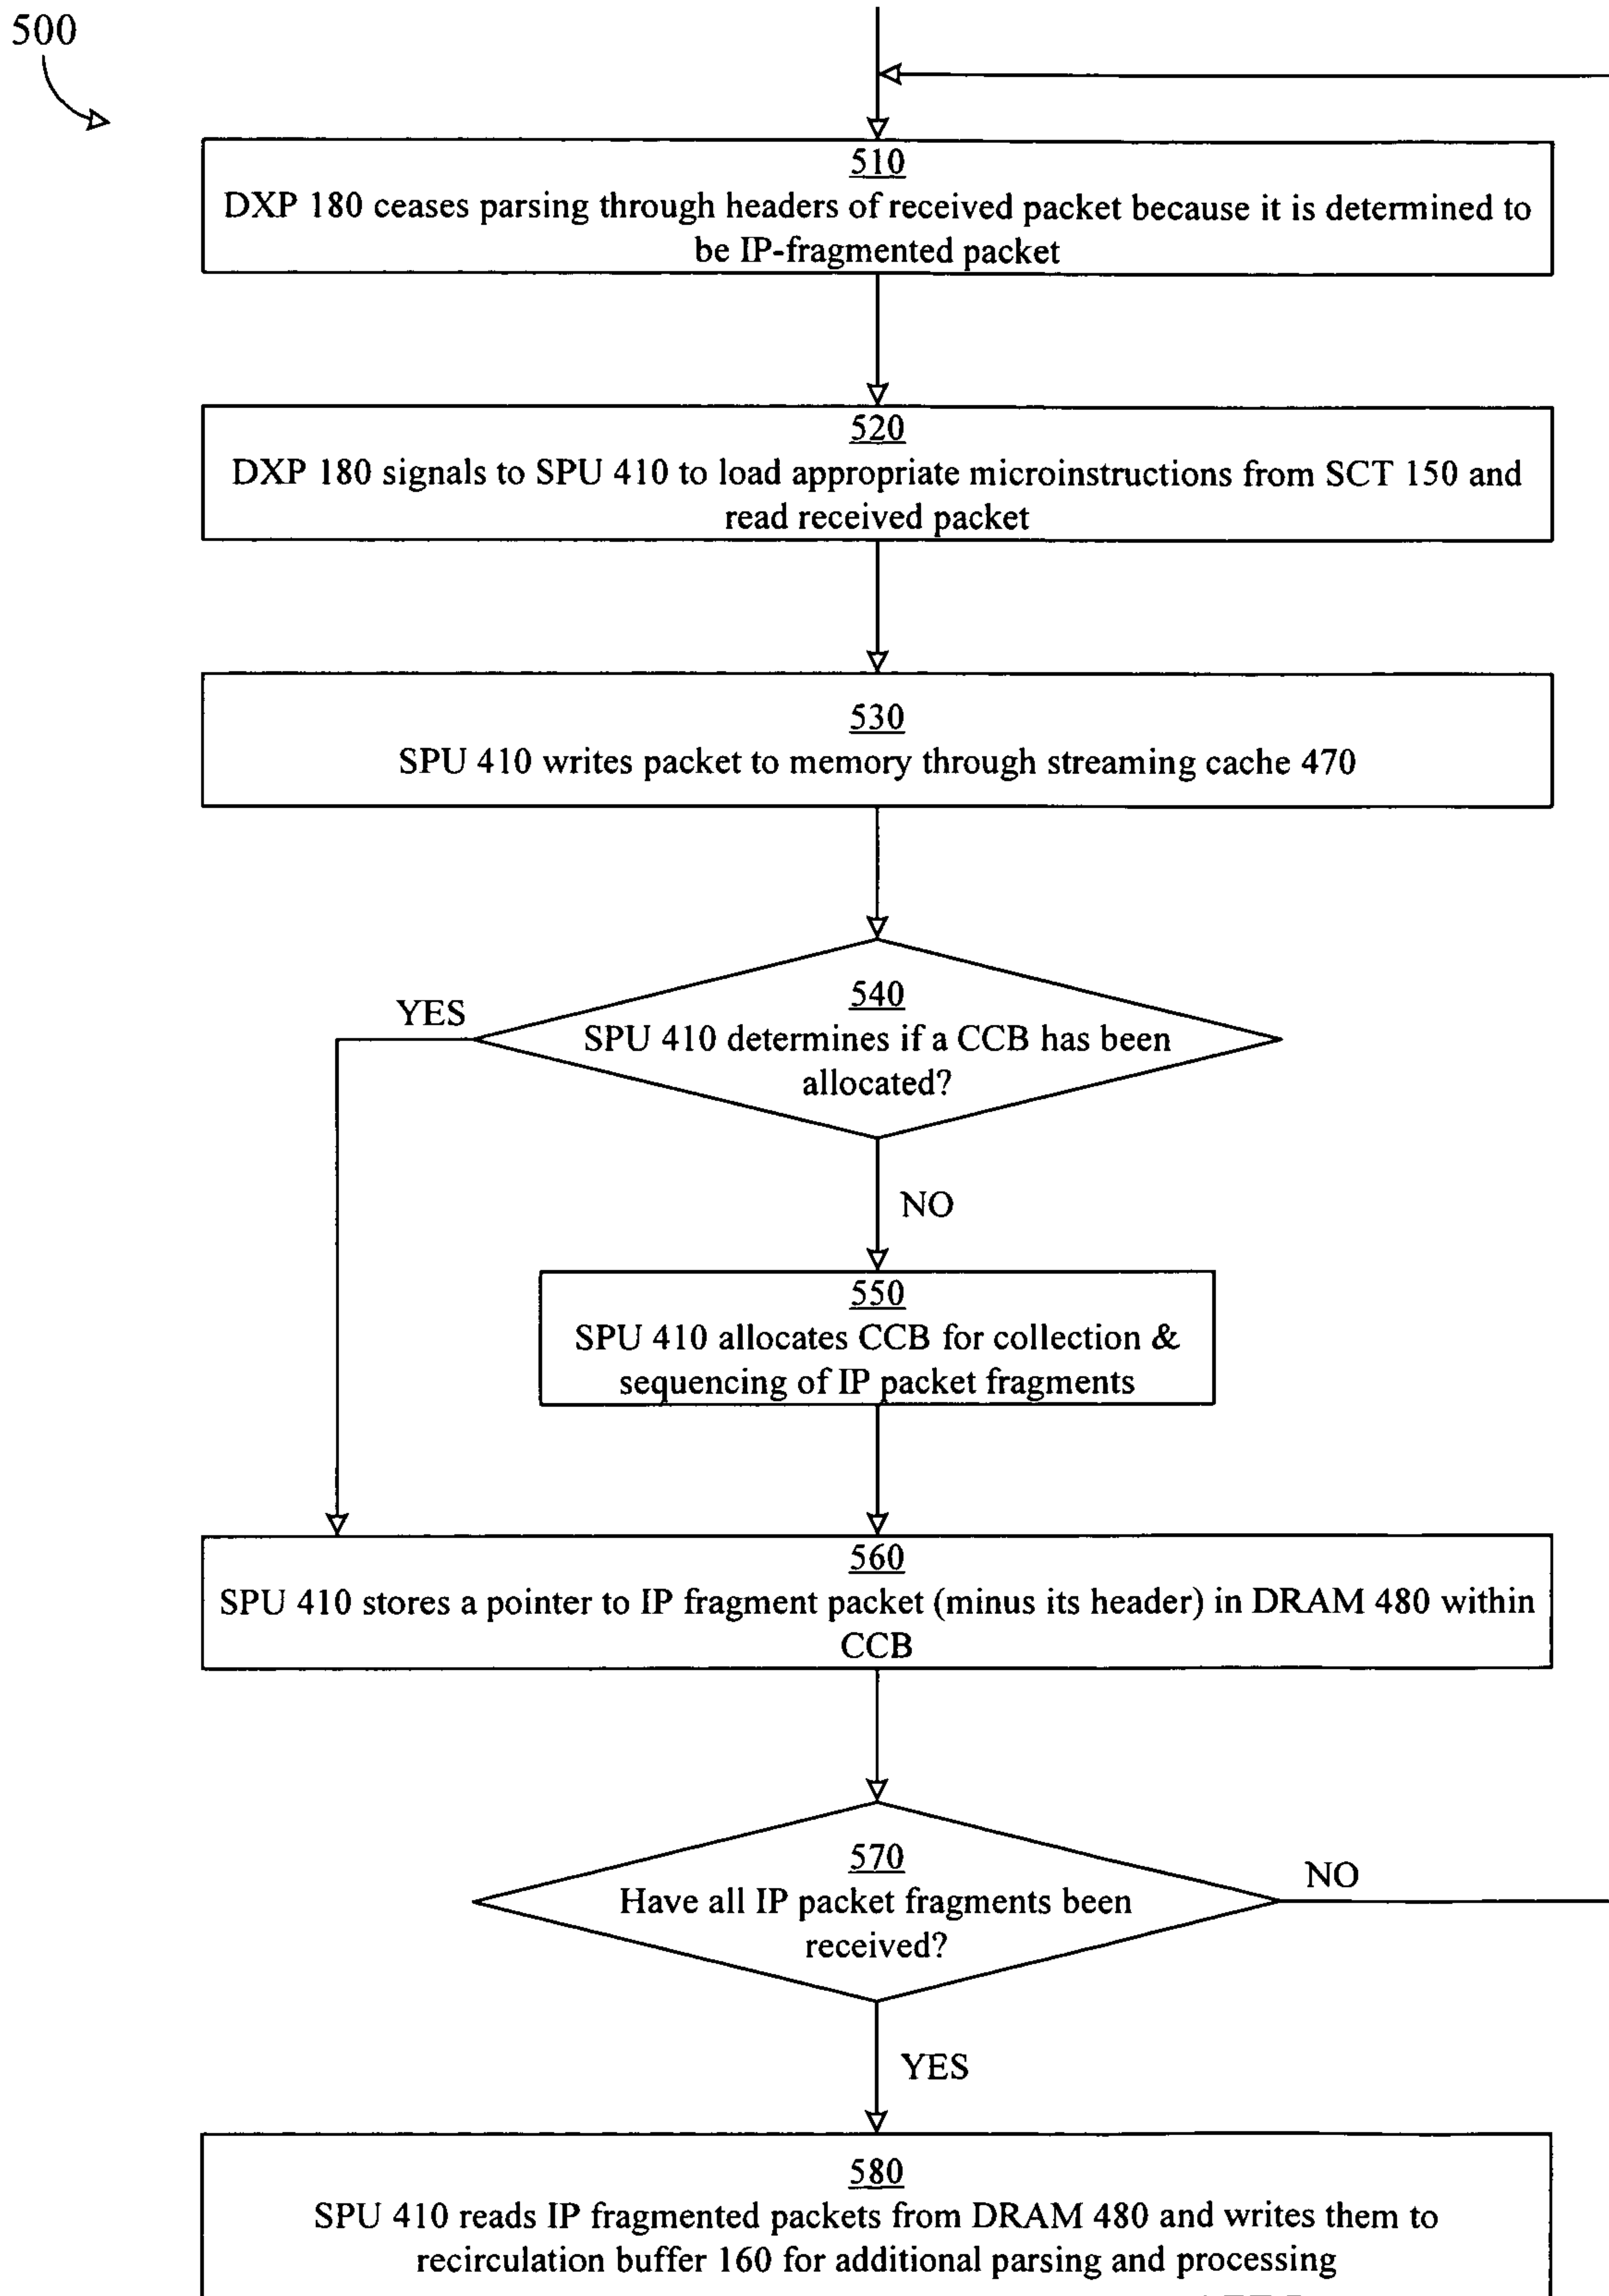 500
510
DXP 180 ceases parsing through headers of received packet because it is determined to
be IP-fragmented packet
520
DXP 180 signals to SPU 410 to load appropriate microinstructions from SCT 150 and
read received packet
530
SPU 410 writes packet to memory through streaming cache 470
540
SPU 410 determines if a CCB has been
allocated?
YES
NO
550
SPU 410 allocates CCB for collection &
sequencing of IP packet fragments
560
SPU 410 stores a pointer to IP fragment packet (minus its header) in DRAM 480 within
CCB
570
Have all IP packet fragments been
received?
NO
YES
580
SPU 410 reads IP fragmented packets from DRAM 480 and writes them to
recirculation buffer 160 for additional parsing and processing